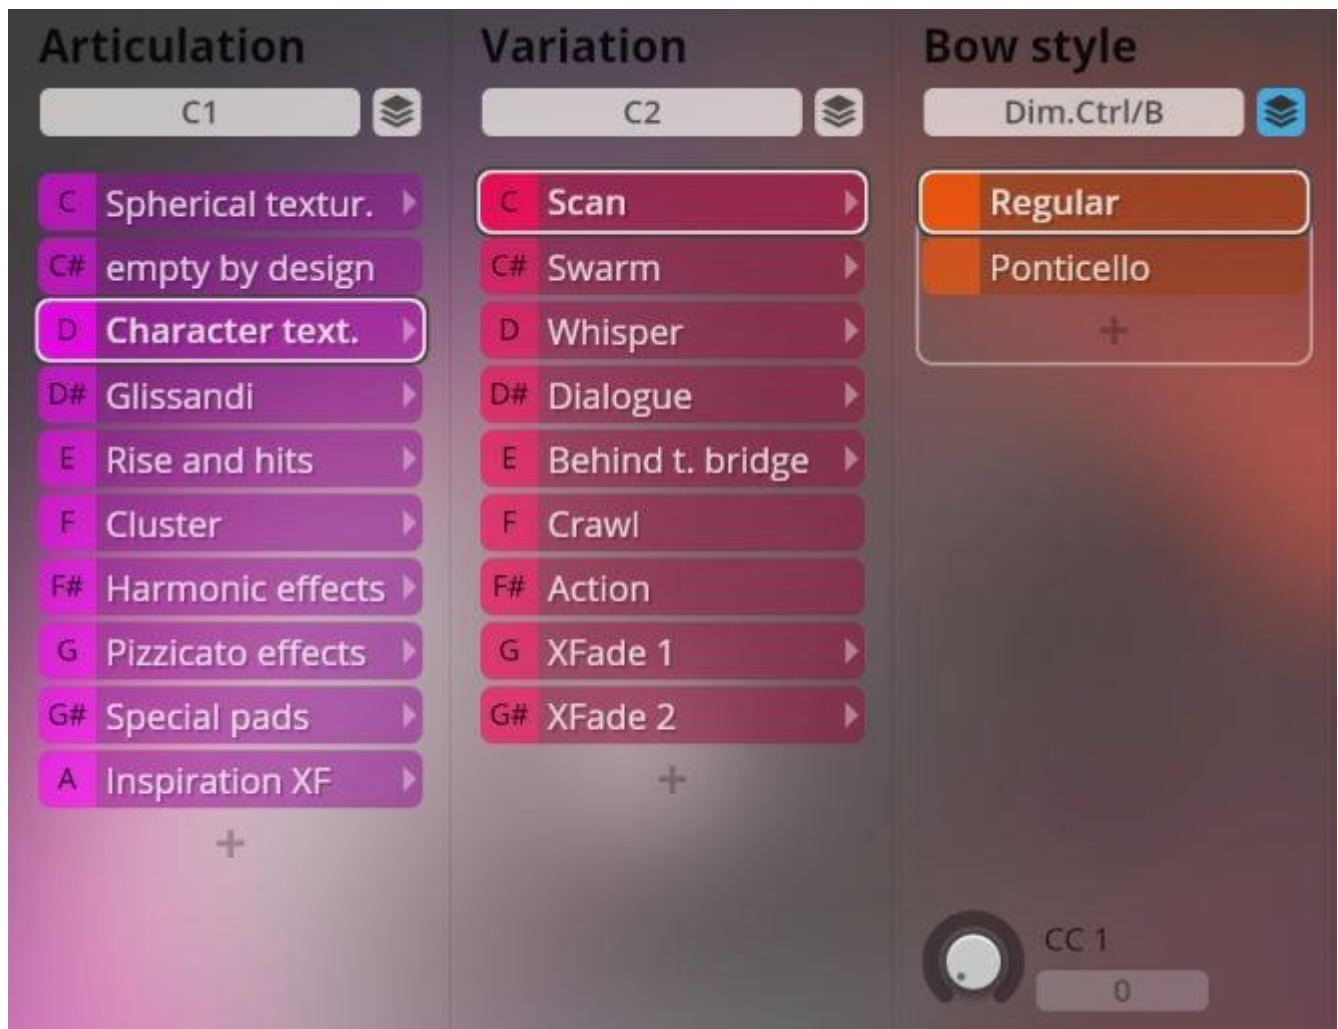 Articulation
C1
C Spherical textur.
C# empty by design
D Character text.
D# Glissandi
E Rise and hits
F Cluster
F# Harmonic effects
G Pizzicato effects
G# Special pads
A Inspiration XF
+
Variation
C2
C Scan
C# Swarm
D Whisper
D# Dialogue
E Behind t. bridge
F Crawl
F# Action
G XFade 1
G# XFade 2
+
Bow style
Dim.Ctrl/B
Regular
Ponticello
+
CC 1
0